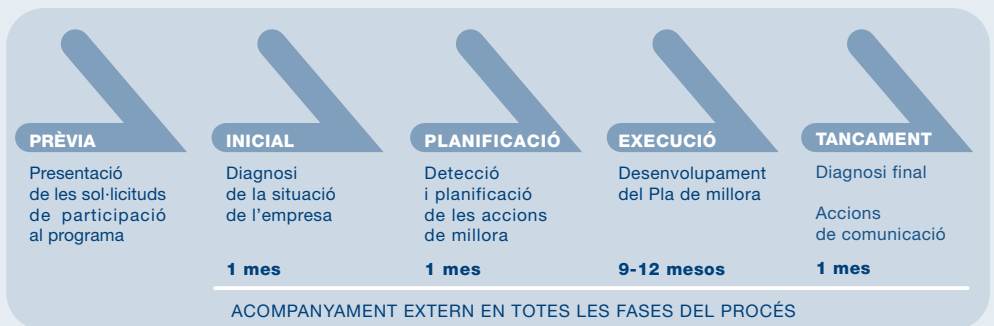 PRÈVIA
Presentació
de les sol·licituds
de participació
al programa
INICIAL
Diagnosi
de la situació
de l'empresa
1 mes
PLANIFICACIÓ
Detecció
i planificació
de les accions
de millora
1 mes
EXECUCIÓ
Desenvolupament
del Pla de millora
9-12 mesos
TANCAMENT
Diagnosi final
Accions
de comunicació
1 mes
ACOMPANYAMENT EXTERN EN TOTES LES FASES DEL PROCÉS